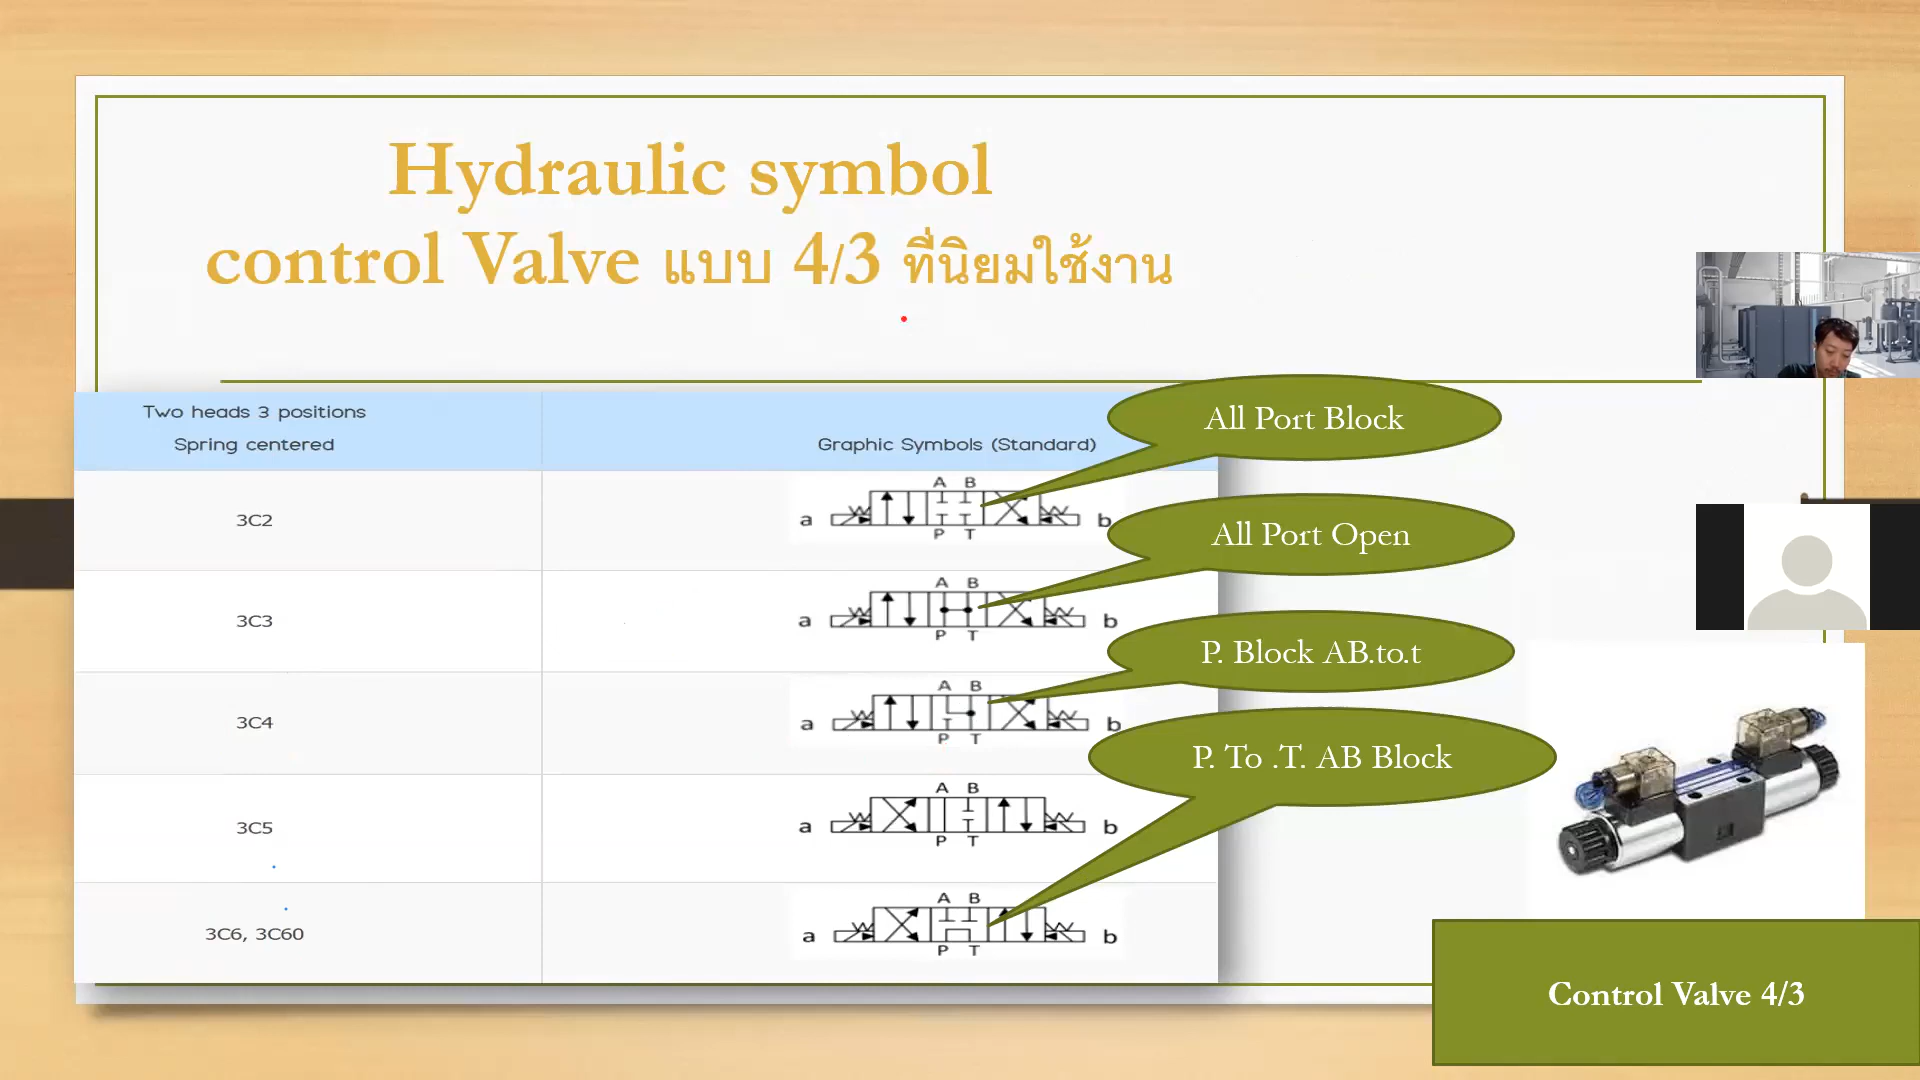 Hydraulic symbol
control Valve แบบ 4/3 ที่นิยมใช้งาน
Two heads 3 positions
Spring centered
Graphic Symbols (Standard)
All Port Block
3C2
A B
a b
P T
All Port Open
3C3
A B
a b
P T
P. Block AB.to.t
3C4
A B
a b
P T
P. To .T. AB Block
3C5
A B
a b
P T
3C6, 3C60
A B
a b
P T
Control Valve 4/3